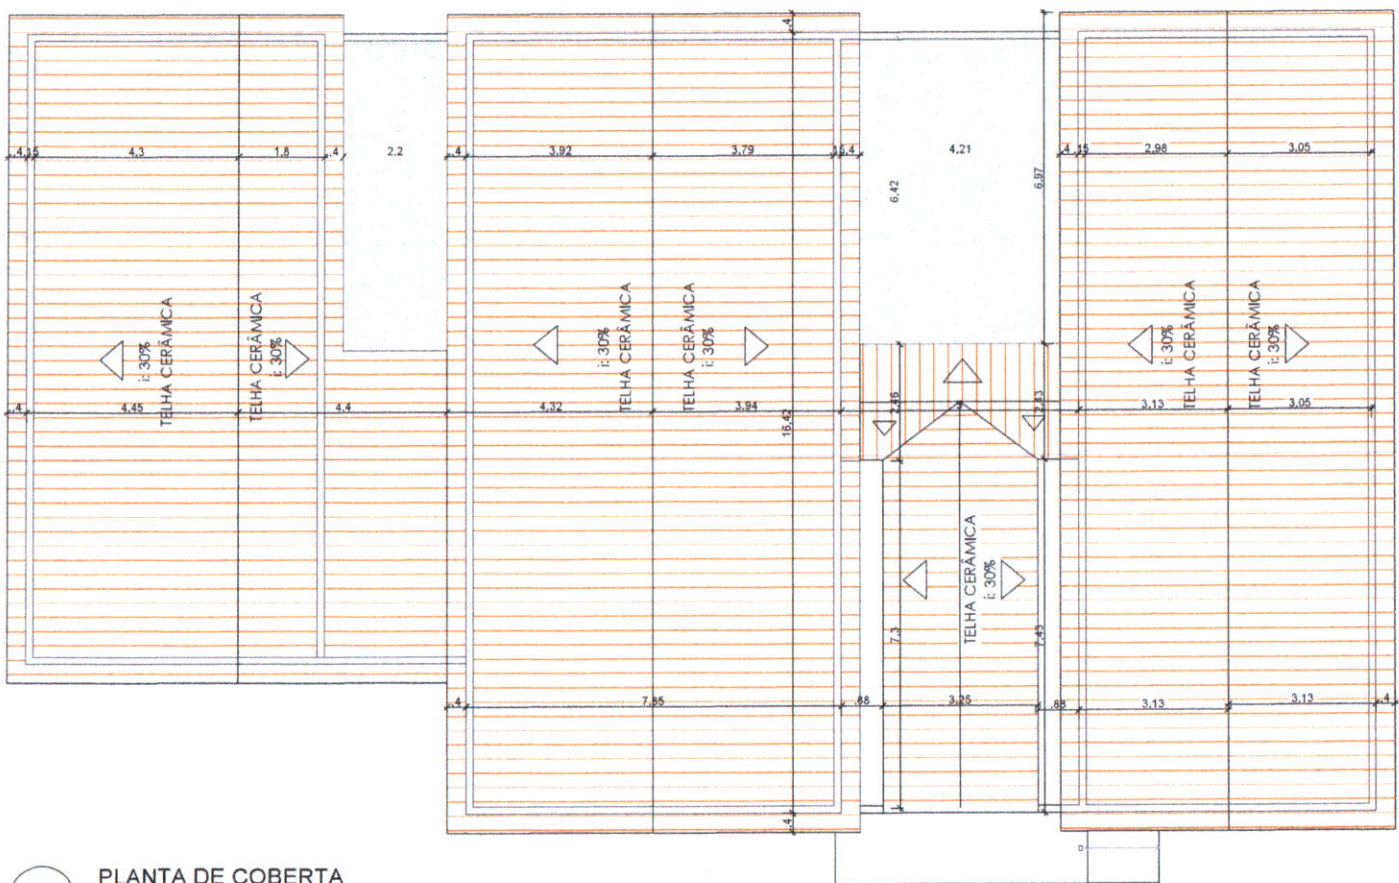 ,4
,4
,15
4,3
1,8
,4
2,2
,4
3,92
3,79
,15
,4
4,21
,4
,15
2,98
3,05
6,42
6,97
i: 30%
TELHA CERÂMICA
TELHA CERÂMICA
i: 30%
i: 30%
TELHA CERÂMICA
TELHA CERÂMICA
i: 30%
i: 30%
TELHA CERÂMICA
TELHA CERÂMICA
i: 30%
,4
4,45
4,4
4,32
3,94
16,42
2,46
2,43
3,13
3,05
TELHA CERÂMICA
i: 30%
7,3
7,43
,4
7,85
,88
3,25
,88
3,13
3,13
,4
,4
PLANTA DE COBERTA